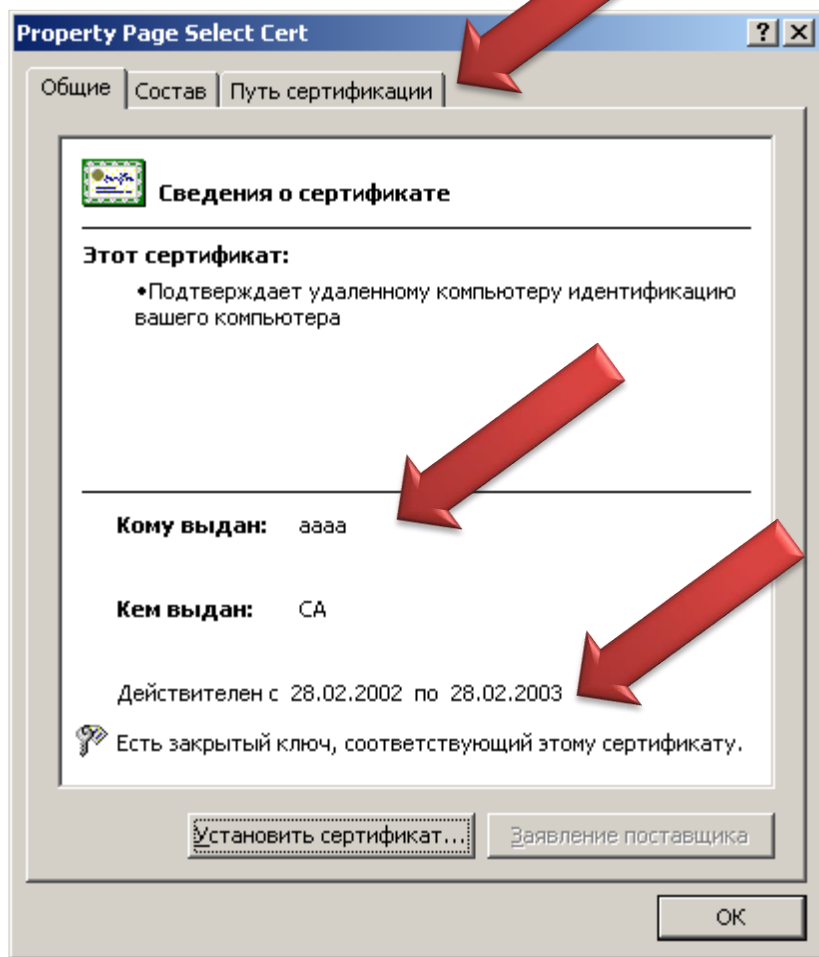 Property Page Select Cert
Общие Состав Путь сертификации
Сведения о сертификате
Этот сертификат:
•Подтверждает удаленному компьютеру идентификацию
вашего компьютера
Кому выдан: aaaa
Кем выдан: CA
Действителен с 28.02.2002 по 28.02.2003
Есть закрытый ключ, соответствующий этому сертификату.
Установить сертификат... Заявление поставщика
ОК